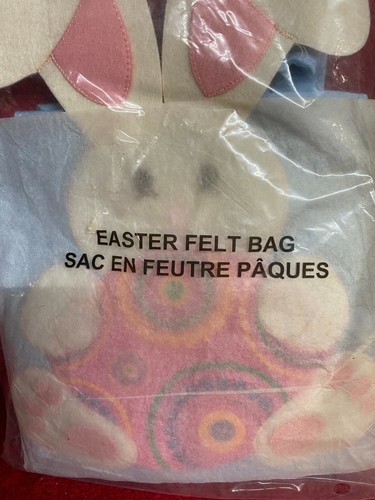 EASTER FELT BAG
SAC EN FEUTRE PÂQUES